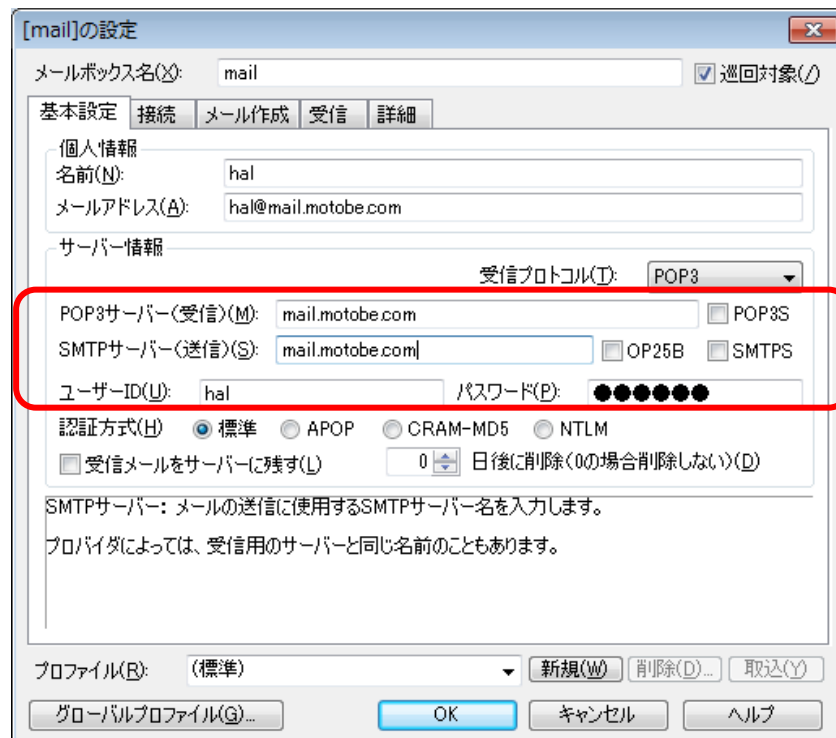 [mail]の設定
メールボックス名(X): mail 巡回対象(/)
基本設定 接続 メール作成 受信 詳細
個人情報
名前(N): hal
メールアドレス(A): hal@mail.motobe.com
サーバー情報
受信プロトコル(T): POP3
POP3サーバー(受信)(M): mail.motobe.com POP3S
SMTPサーバー(送信)(S): mail.motobe.com OP25B SMTPS
ユーザーID(U): hal パスワード(P): ●●●●●●
認証方式(H) 標準 APOP CRAM-MD5 NTLM
受信メールをサーバーに残す(L) 0 日後に削除(0の場合削除しない)(D)
SMTPサーバー: メールの送信に使用するSMTPサーバー名を入力します。
プロバイダによっては、受信用のサーバーと同じ名前のこともあります。
プロファイル(R): (標準) 新規(W) 削除(D)... 取込(Y)
グローバルプロファイル(G)... OK キャンセル ヘルプ